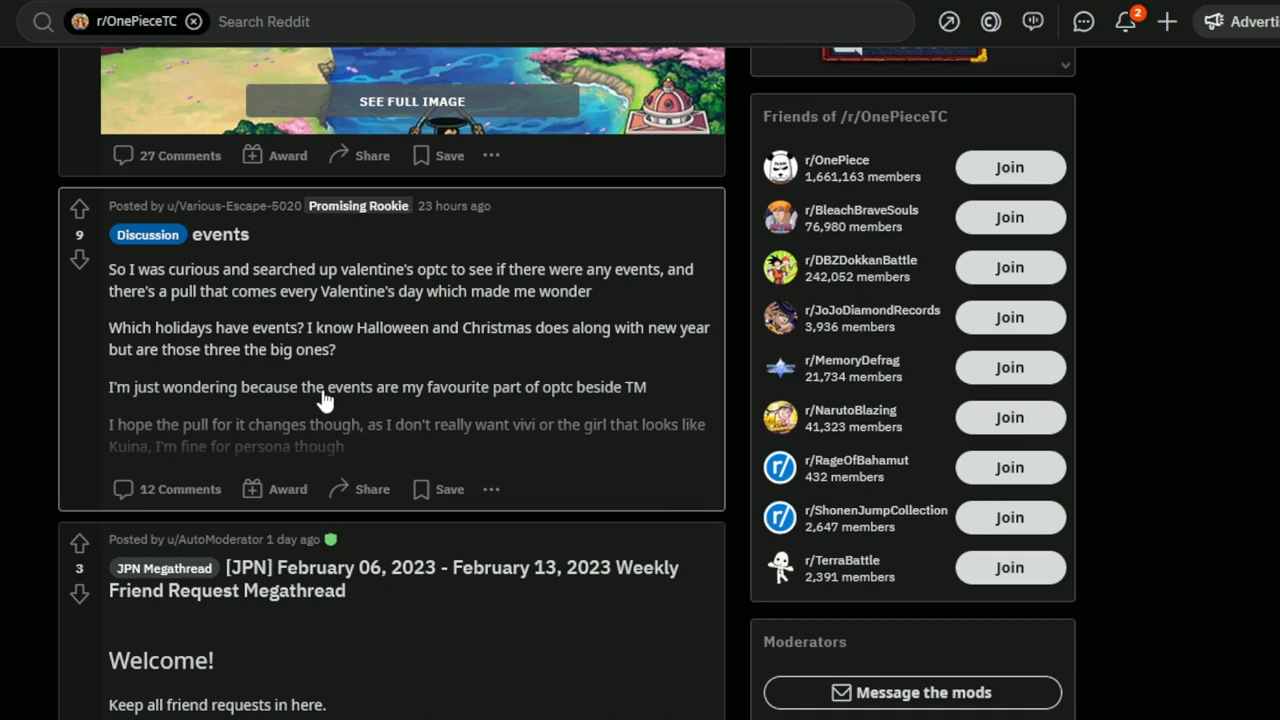 r/OnePieceTC
Search Reddit
2
Adverti
SEE FULL IMAGE
27 Comments
Award
Share
Save
Posted by u/Various-Escape-5020 Promising Rookie 23 hours ago
9
Discussion events
So I was curious and searched up valentine's optc to see if there were any events, and
there's a pull that comes every Valentine's day which made me wonder
Which holidays have events? I know Halloween and Christmas does along with new year
but are those three the big ones?
I'm just wondering because the events are my favourite part of optc beside TM
I hope the pull for it changes though, as I don't really want vivi or the girl that looks like
Kuina, I'm fine for persona though
12 Comments
Award
Share
Save
Posted by u/AutoModerator 1 day ago
3
JPN Megathread [JPN] February 06, 2023 - February 13, 2023 Weekly
Friend Request Megathread
Welcome!
Keep all friend requests in here.
Friends of /r/OnePieceTC
r/OnePiece
1,661,163 members
Join
r/BleachBraveSouls
76,980 members
Join
r/DBZDokkanBattle
242,052 members
Join
r/JoJoDiamondRecords
3,936 members
Join
r/MemoryDefrag
21,734 members
Join
r/NarutoBlazing
41,323 members
Join
r/
r/RageOfBahamut
432 members
Join
r/
r/ShonenJumpCollection
2,647 members
Join
r/TerraBattle
2,391 members
Join
Moderators
Message the mods